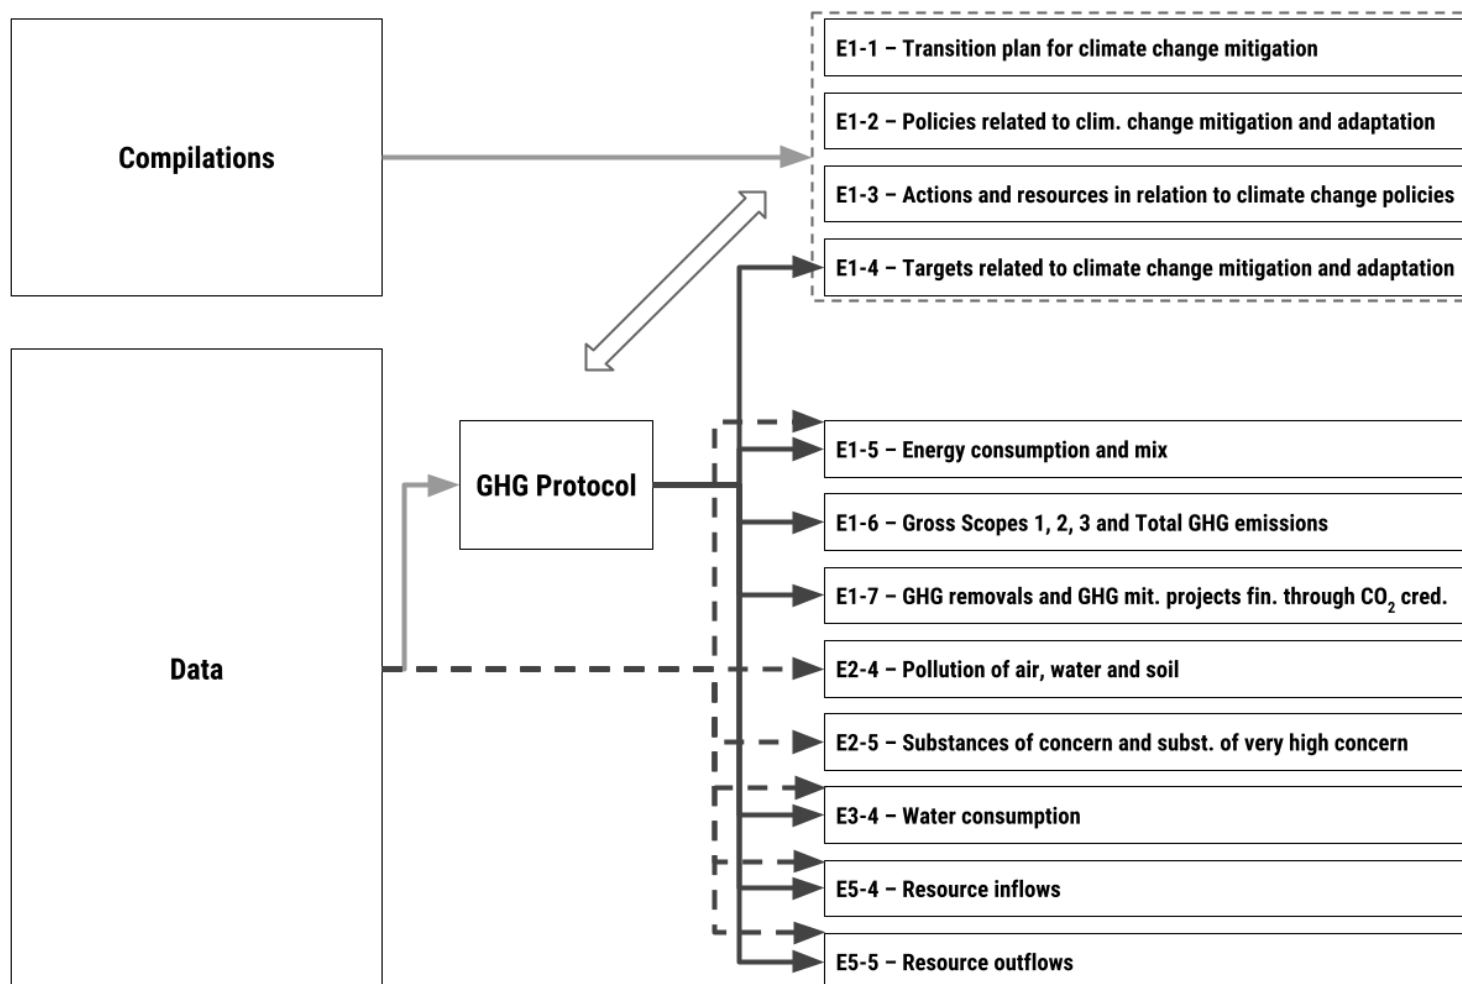 Compilations
E1-1 – Transition plan for climate change mitigation
E1-2 – Policies related to clim. change mitigation and adaptation
E1-3 – Actions and resources in relation to climate change policies
E1-4 – Targets related to climate change mitigation and adaptation
Data
GHG Protocol
E1-5 – Energy consumption and mix
E1-6 – Gross Scopes 1, 2, 3 and Total GHG emissions
E1-7 – GHG removals and GHG mit. projects fin. through CO₂ cred.
E2-4 – Pollution of air, water and soil
E2-5 – Substances of concern and subst. of very high concern
E3-4 – Water consumption
E5-4 – Resource inflows
E5-5 – Resource outflows